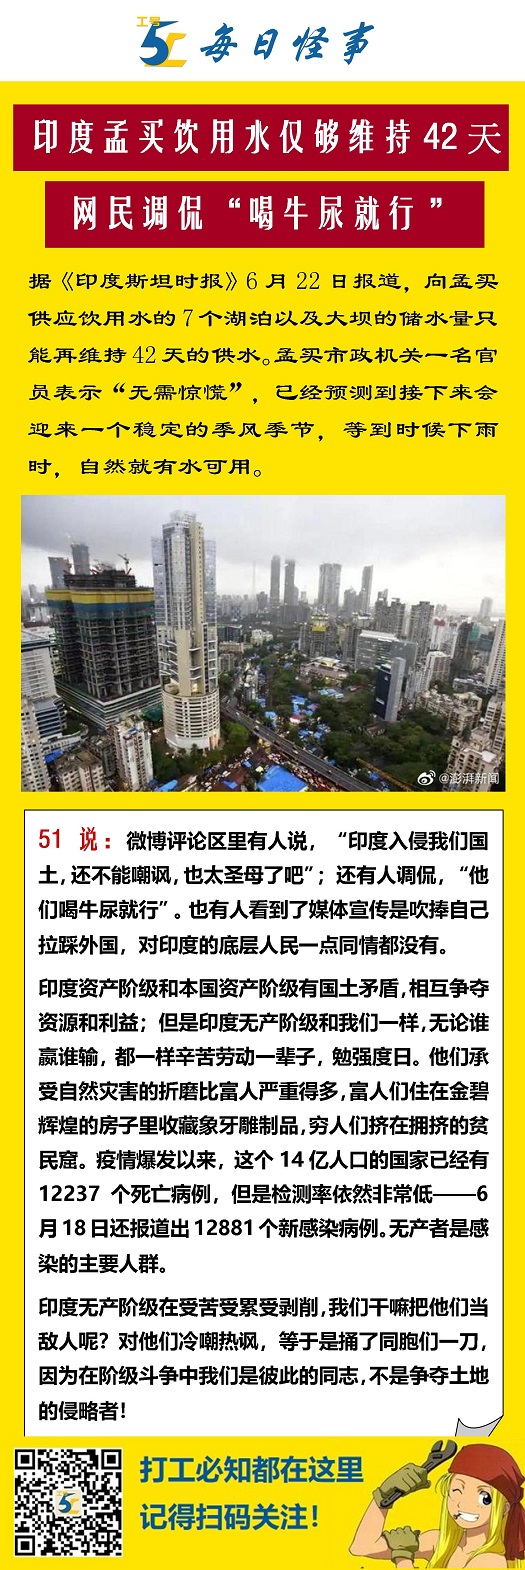 工号
51 每日怪事
印度孟买饮用水仅够维持 42 天
网民调侃“喝牛尿就行”
据《印度斯坦时报》6 月 22 日报道，向孟买
供应饮用水的 7 个湖泊以及大坝的储水量只
能再维持 42 天的供水。孟买市政机关一名官
员表示“无需惊慌”，已经预测到接下来会
迎来一个稳定的季风季节，等到时候下雨
时，自然就有水可用。
@澎湃新闻
51 说：微博评论区里有人说，“印度入侵我们国
土，还不能嘲讽，也太圣母了吧”；还有人调侃，“他
们喝牛尿就行”。也有人看到了媒体宣传是吹捧自己
拉踩外国，对印度的底层人民一点同情都没有。
印度资产阶级和本国资产阶级有国土矛盾，相互争夺
资源和利益；但是印度无产阶级和我们一样，无论谁
赢谁输，都一样辛苦劳动一辈子，勉强度日。他们承
受自然灾害的折磨比富人严重得多，富人们住在金碧
辉煌的房子里收藏象牙雕制品，穷人们挤在拥挤的贫
民窟。疫情爆发以来，这个 14 亿人口的国家已经有
12237 个死亡病例，但是检测率依然非常低——6
月 18 日还报道出 12881 个新感染病例。无产者是感
染的主要人群。
印度无产阶级在受苦受累受剥削，我们干嘛把他们当
敌人呢？对他们冷嘲热讽，等于是捅了同胞们一刀，
因为在阶级斗争中我们是彼此的同志，不是争夺土地
的侵略者！
打工必知都在这里
记得扫码关注！